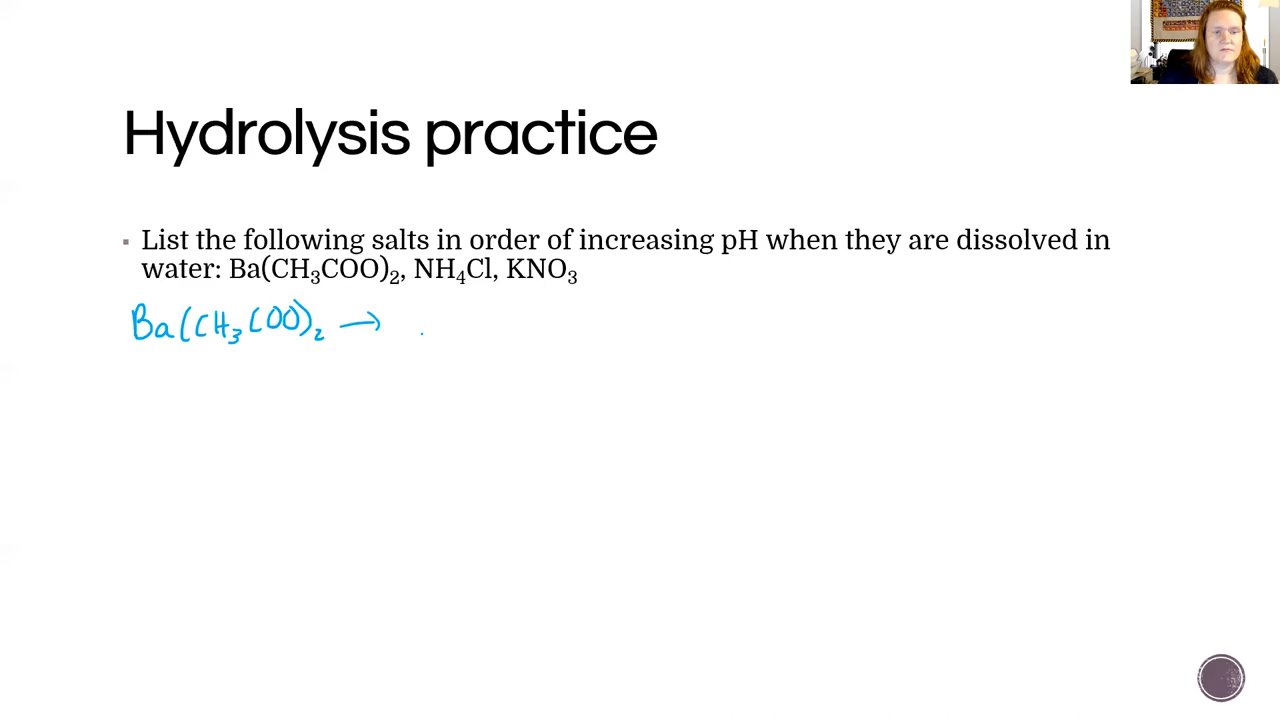 Hydrolysis practice
▪ List the following salts in order of increasing pH when they are dissolved in
water: Ba(CH₃COO)₂, NH₄Cl, KNO₃
Ba(CH₃COO)₂ →